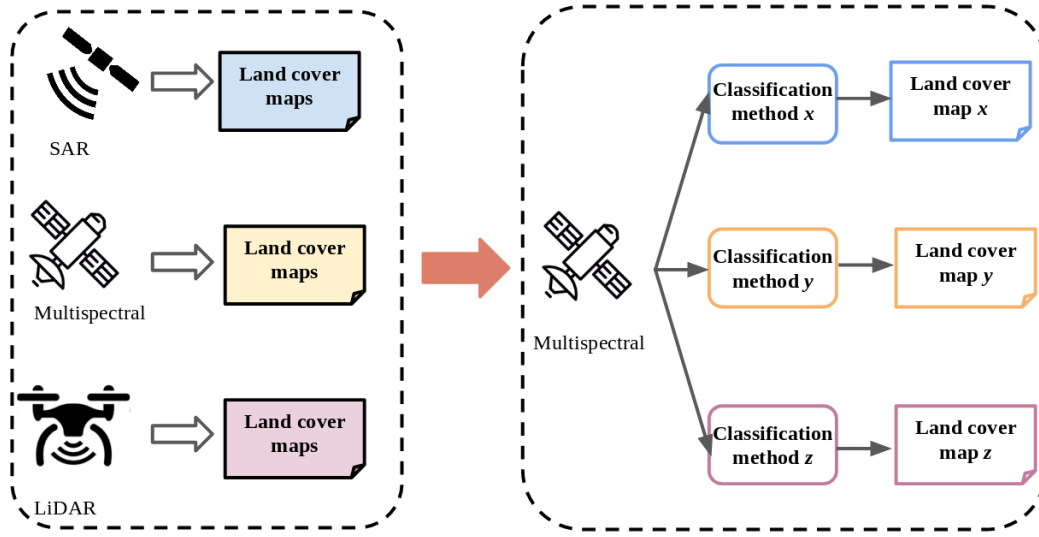 Land cover
maps
SAR
Land cover
maps
Multispectral
Land cover
maps
LiDAR
Multispectral
Classification
method x
Land cover
map x
Classification
method y
Land cover
map y
Classification
method z
Land cover
map z